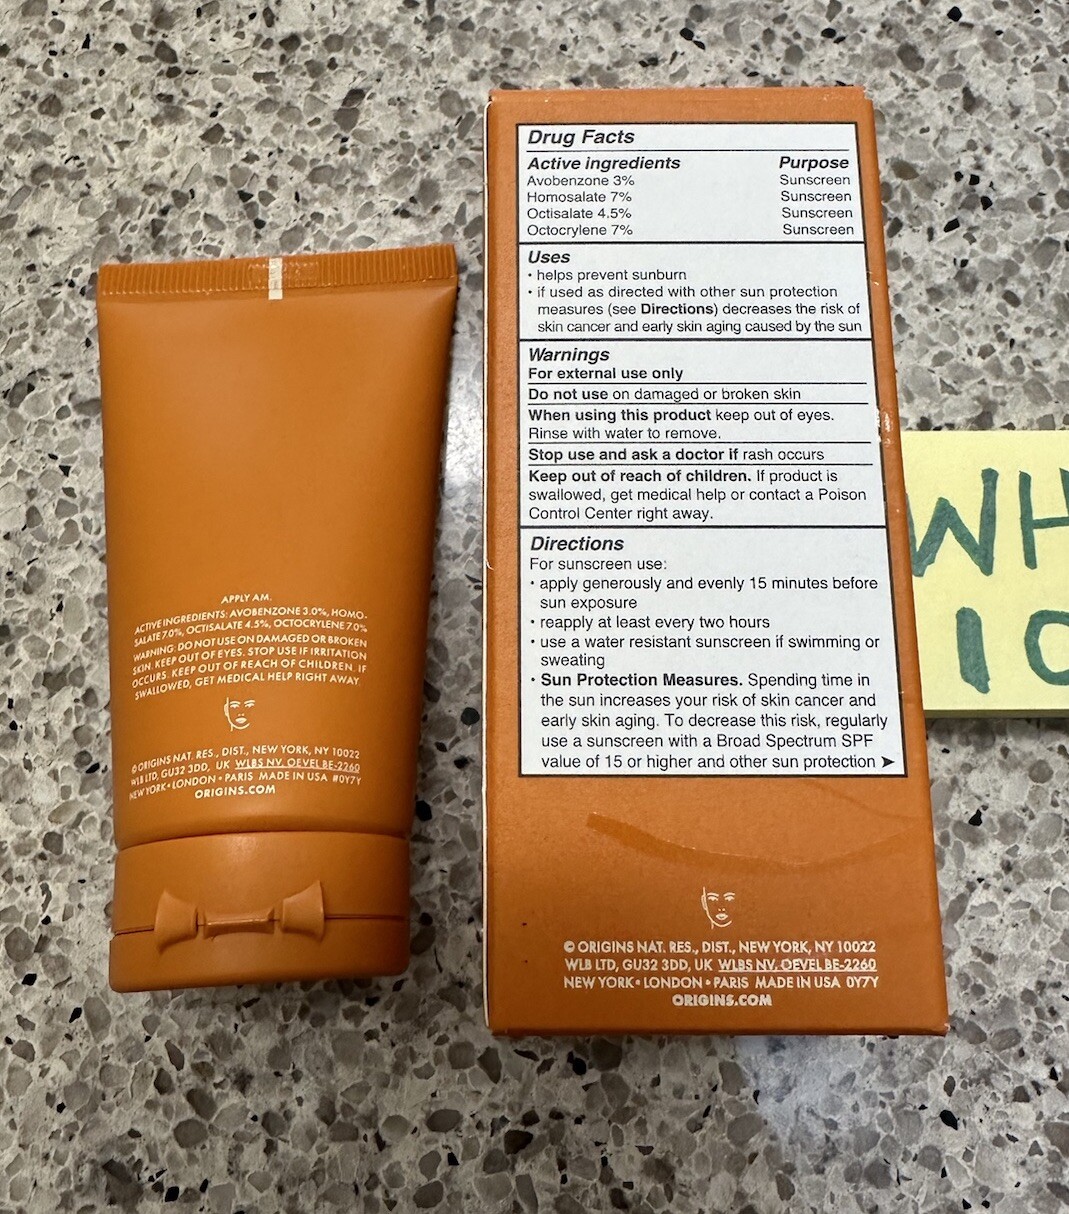 APPLY AM.
ACTIVE INGREDIENTS: AVOBENZONE 3.0%, HOMO-
SALATE 7.0%, OCTISALATE 4.5%, OCTOCRYLENE 7.0%
WARNING: DO NOT USE ON DAMAGED OR BROKEN
SKIN. KEEP OUT OF EYES. STOP USE IF IRRITATION
OCCURS. KEEP OUT OF REACH OF CHILDREN. IF
SWALLOWED, GET MEDICAL HELP RIGHT AWAY.
© ORIGINS NAT. RES., DIST., NEW YORK, NY 10022
WLB LTD, GU32 3DD, UK WLBS NV. OEVEL BE-2260
NEW YORK • LONDON • PARIS MADE IN USA #0Y7Y
ORIGINS.COM
Drug Facts
Active ingredients Purpose
Avobenzone 3% Sunscreen
Homosalate 7% Sunscreen
Octisalate 4.5% Sunscreen
Octocrylene 7% Sunscreen
Uses
• helps prevent sunburn
• if used as directed with other sun protection
measures (see Directions) decreases the risk of
skin cancer and early skin aging caused by the sun
Warnings
For external use only
Do not use on damaged or broken skin
When using this product keep out of eyes.
Rinse with water to remove.
Stop use and ask a doctor if rash occurs
Keep out of reach of children. If product is
swallowed, get medical help or contact a Poison
Control Center right away.
Directions
For sunscreen use:
• apply generously and evenly 15 minutes before
sun exposure
• reapply at least every two hours
• use a water resistant sunscreen if swimming or
sweating
• Sun Protection Measures. Spending time in
the sun increases your risk of skin cancer and
early skin aging. To decrease this risk, regularly
use a sunscreen with a Broad Spectrum SPF
value of 15 or higher and other sun protection ➤
© ORIGINS NAT. RES., DIST., NEW YORK, NY 10022
WLB LTD, GU32 3DD, UK WLBS NV. OEVEL BE-2260
NEW YORK • LONDON • PARIS MADE IN USA 0Y7Y
ORIGINS.COM
WH
10